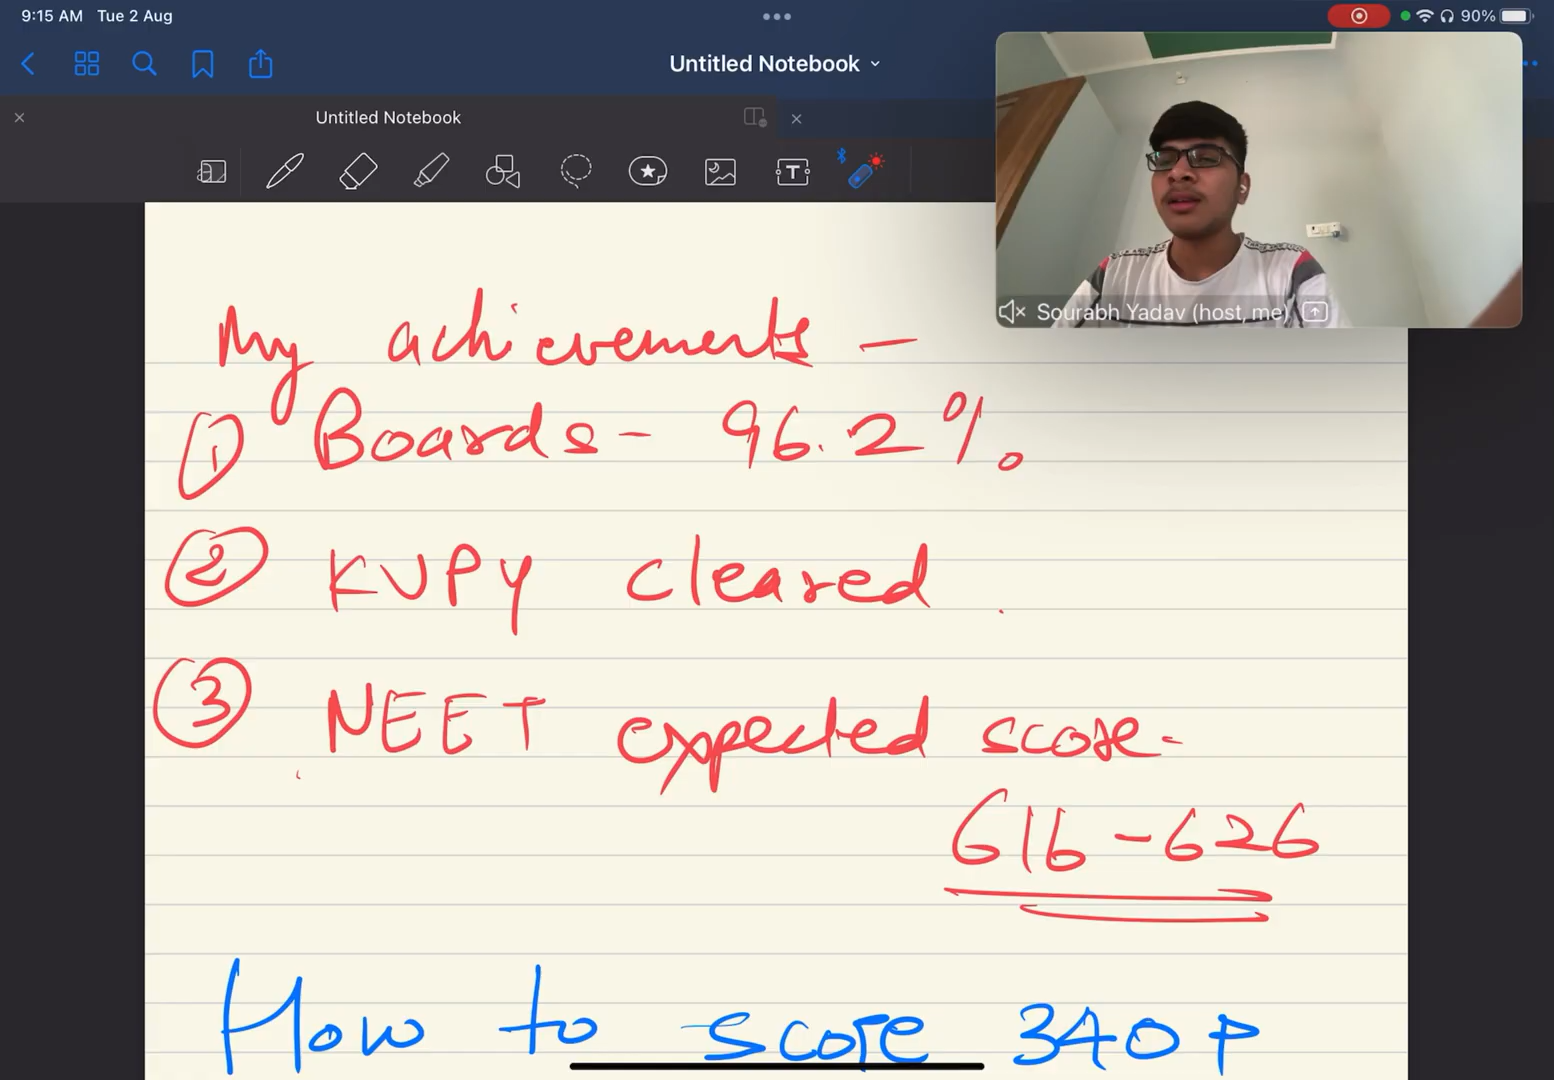 9:15 AM Tue 2 Aug
90%
Untitled Notebook
Untitled Notebook
T
Sourabh Yadav (host, me)
My achievements -
① Boards - 96.2%
② KVPY cleared.
③ NEET expected score -
616 - 626
How to score 340+